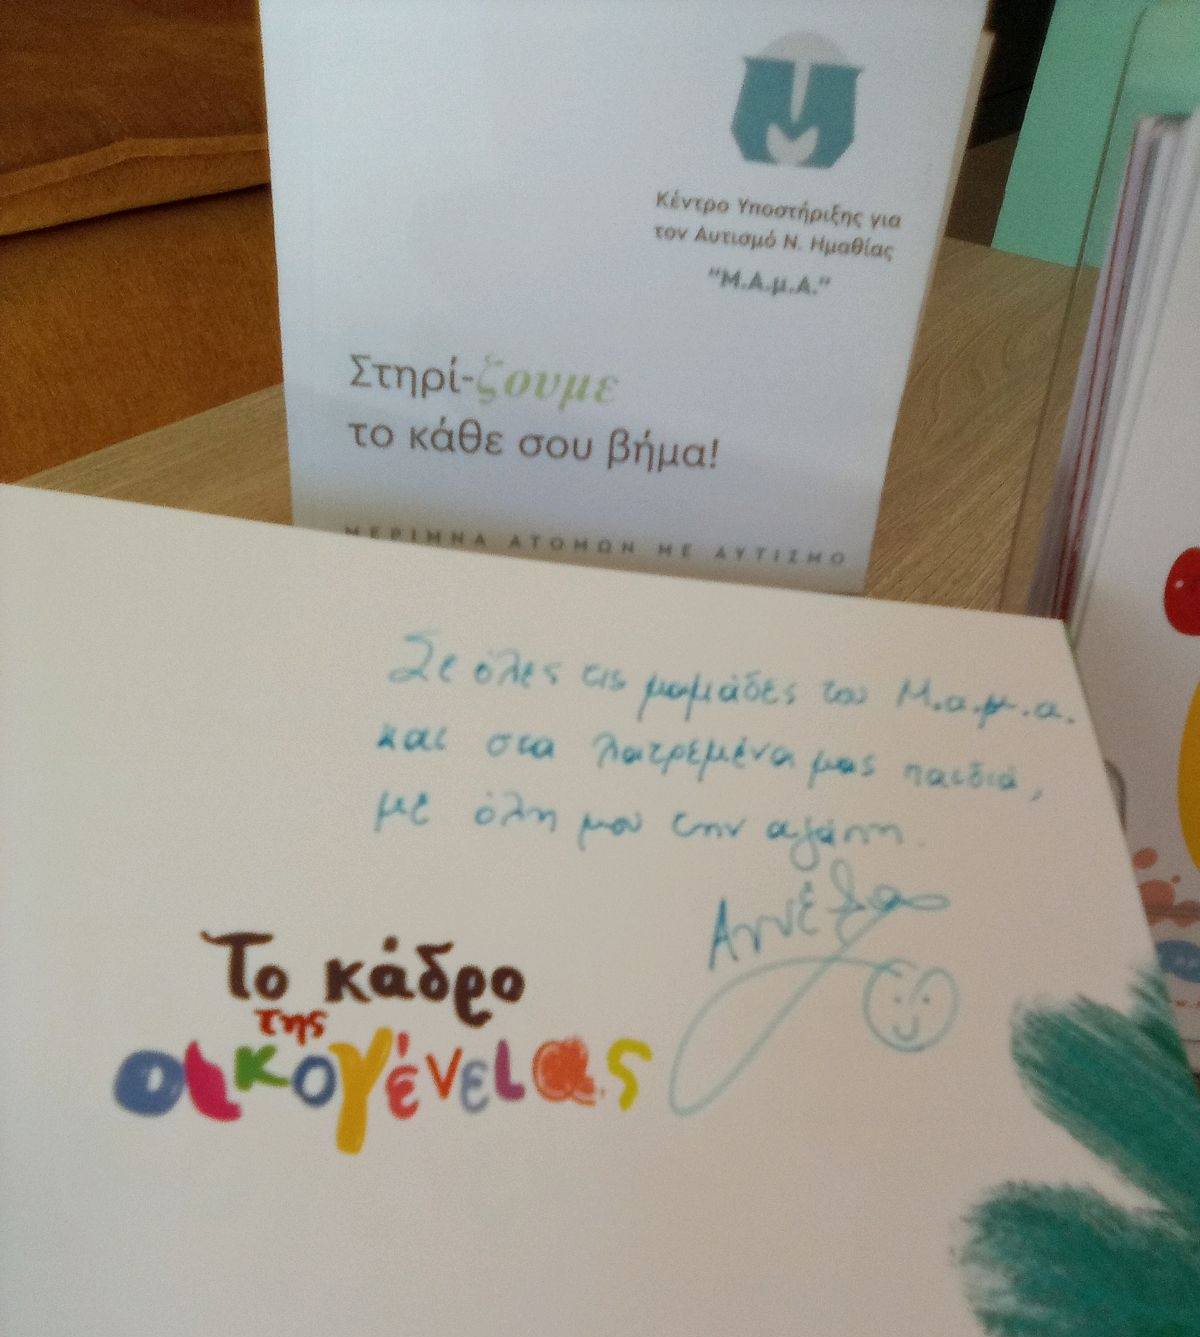 Κέντρο Υποστήριξης για
τον Αυτισμό Ν. Ημαθίας
“Μ.Α.μ.Α.”
Στηρί-ζουμε
το κάθε σου βήμα!
ΜΕΡΙΜΝΑ ΑΤΟΜΩΝ ΜΕ ΑΥΤΙΣΜΟ
Σε όλες τις μαμάδες του Μ.α.μ.α.
και στα λατρεμένα μας παιδιά,
με όλη μου την αγάπη
Το κάδρο
της
οικογένειας